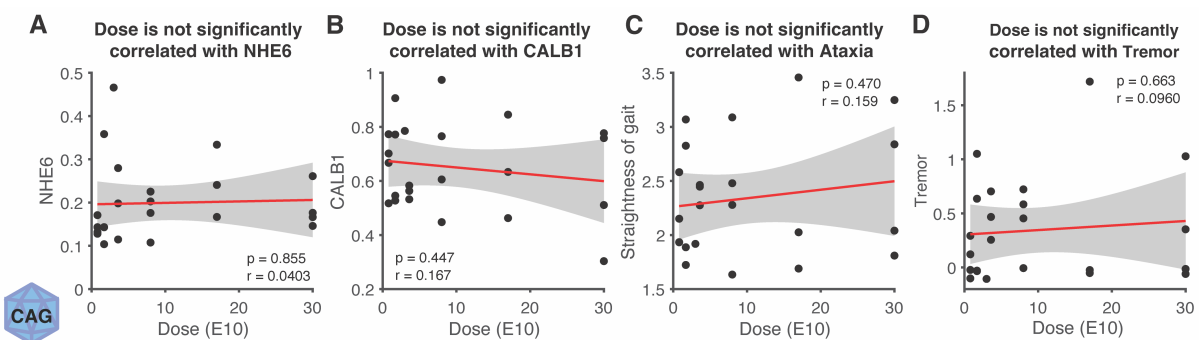 A
Dose is not significantly
correlated with NHE6
NHE6
0.5
0.4
0.3
0.2
0.1
0
p = 0.855
r = 0.0403
0
10
20
30
Dose (E10)
B
Dose is not significantly
correlated with CALB1
CALB1
1
0.8
0.6
0.4
0.2
p = 0.447
r = 0.167
0
10
20
30
Dose (E10)
C
Dose is not significantly
correlated with Ataxia
Straightness of gait
3.5
3
2.5
2
1.5
p = 0.470
r = 0.159
0
10
20
30
Dose (E10)
D
Dose is not significantly
correlated with Tremor
Tremor
1.5
1
0.5
0
p = 0.663
r = 0.0960
0
10
20
30
Dose (E10)
CAG